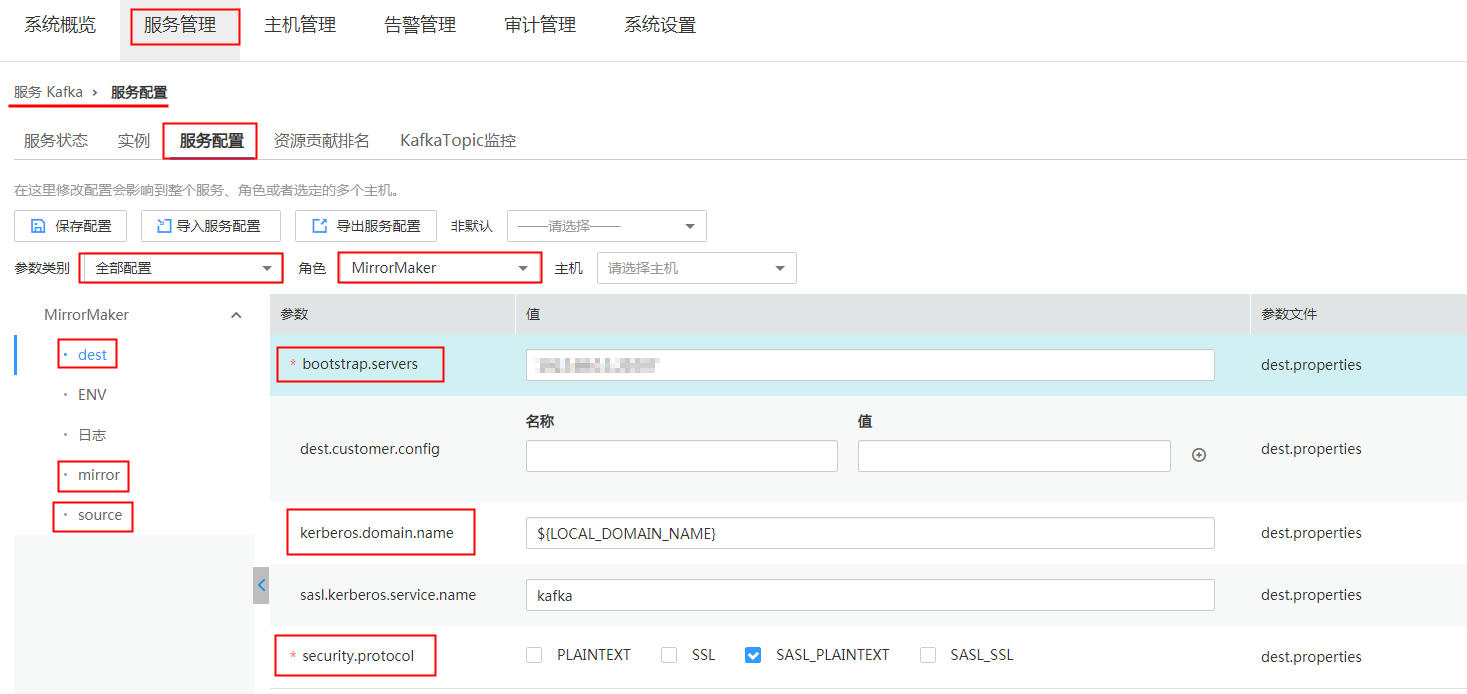 系统概览 服务管理 主机管理 告警管理 审计管理 系统设置
服务 Kafka › 服务配置
服务状态 实例 服务配置 资源贡献排名 KafkaTopic监控
在这里修改配置会影响到整个服务、角色或者选定的多个主机。
保存配置 导入服务配置 导出服务配置 非默认 ——请选择——
参数类别 全部配置 角色 MirrorMaker 主机 请选择主机
MirrorMaker
· dest
· ENV
· 日志
· mirror
· source
参数 值 参数文件
* bootstrap.servers dest.properties
名称 值
dest.customer.config dest.properties
kerberos.domain.name ${LOCAL_DOMAIN_NAME} dest.properties
sasl.kerberos.service.name kafka dest.properties
* security.protocol PLAINTEXT SSL SASL_PLAINTEXT SASL_SSL dest.properties